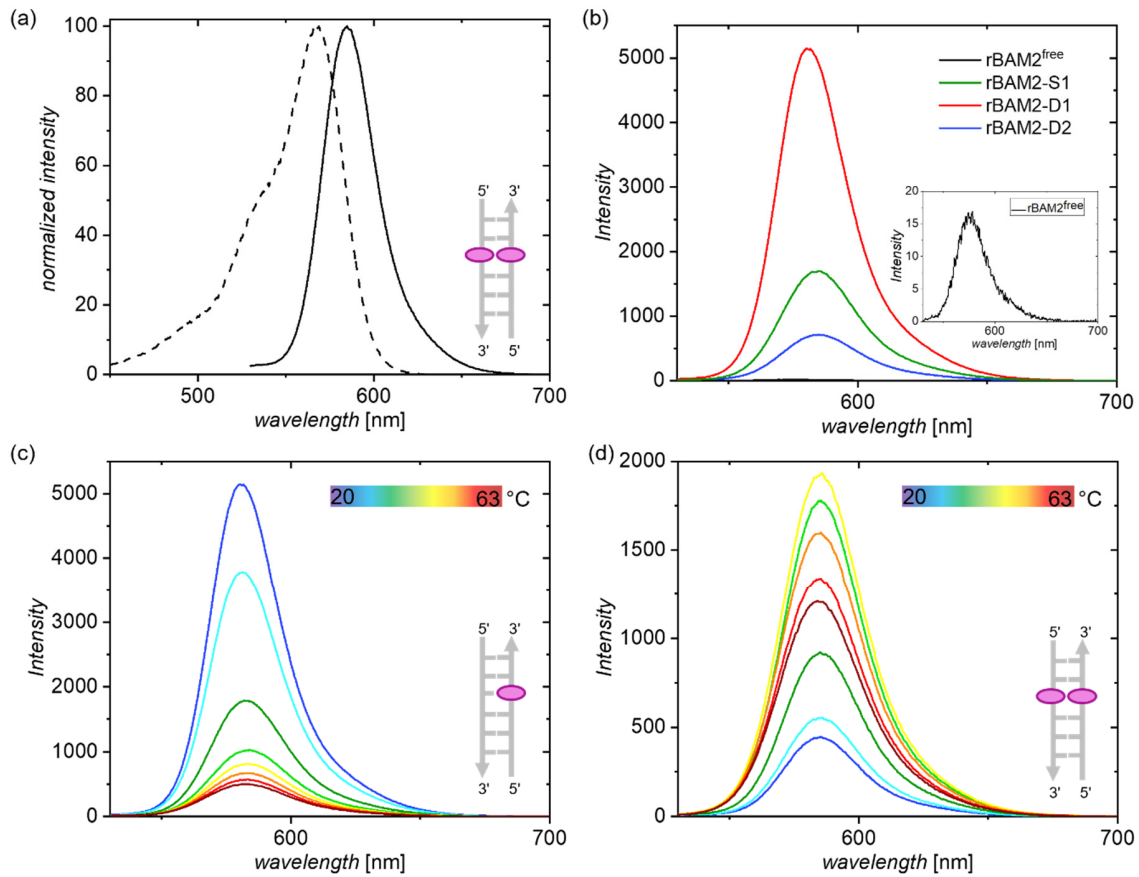 (a)
100
80
60
40
20
0
normalized intensity
500
600
700
wavelength [nm]
5'
3'
3'
5'
(b)
5000
4000
3000
2000
1000
0
Intensity
600
700
wavelength [nm]
rBAM2free
rBAM2-S1
rBAM2-D1
rBAM2-D2
20
15
10
5
0
Intensity
rBAM2free
600
700
wavelength [nm]
(c)
5000
4000
3000
2000
1000
0
Intensity
600
700
wavelength [nm]
20 63 °C
5'
3'
3'
5'
(d)
2000
1500
1000
500
0
Intensity
600
700
wavelength [nm]
20 63 °C
5'
3'
3'
5'